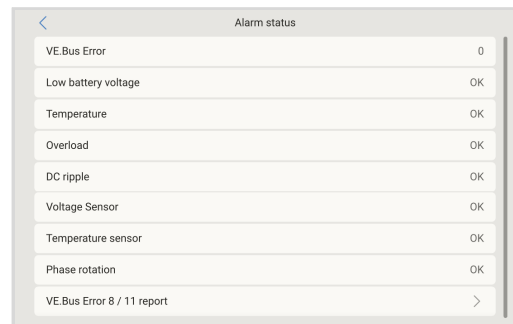 Alarm status
VE.Bus Error 0
Low battery voltage OK
Temperature OK
Overload OK
DC ripple OK
Voltage Sensor OK
Temperature sensor OK
Phase rotation OK
VE.Bus Error 8 / 11 report